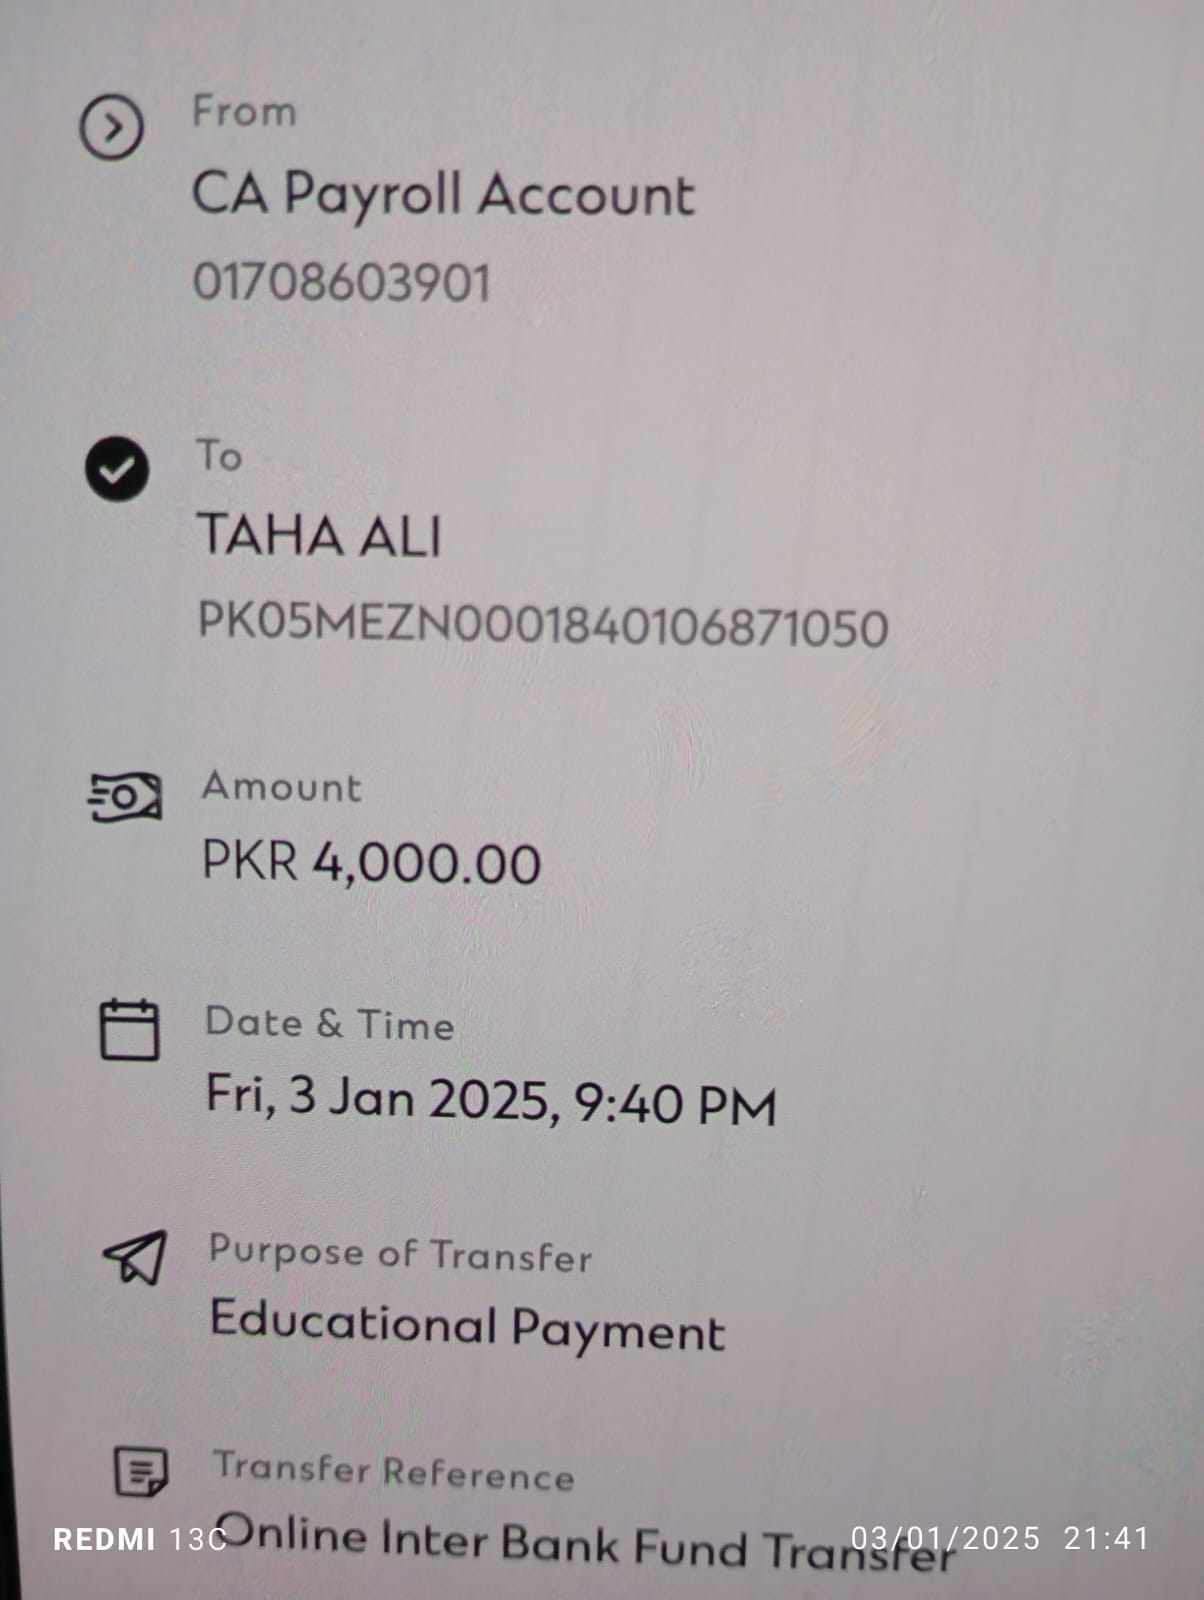 From
CA Payroll Account
01708603901
To
TAHA ALI
PK05MEZN0001840106871050
Amount
PKR 4,000.00
Date & Time
Fri, 3 Jan 2025, 9:40 PM
Purpose of Transfer
Educational Payment
Transfer Reference
Online Inter Bank Fund Transfer
REDMI 13C
03/01/2025 21:41